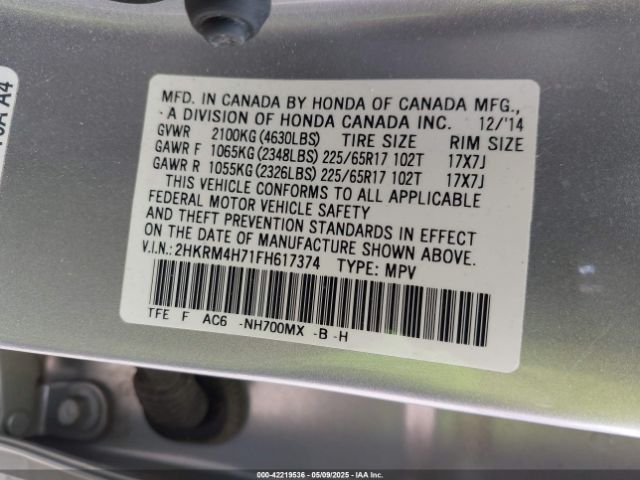 MFD. IN CANADA BY HONDA OF CANADA MFG.,
A DIVISION OF HONDA CANADA INC. 12/'14
GVWR 2100KG (4630LBS) TIRE SIZE RIM SIZE
GAWR F 1065KG (2348LBS) 225/65R17 102T 17X7J
GAWR R 1055KG (2326LBS) 225/65R17 102T 17X7J
THIS VEHICLE CONFORMS TO ALL APPLICABLE
FEDERAL MOTOR VEHICLE SAFETY
AND THEFT PREVENTION STANDARDS IN EFFECT
ON THE DATE OF MANUFACTURE SHOWN ABOVE.
V.I.N.:2HKRM4H71FH617374 TYPE: MPV
TFE F AC6 -NH700MX -B -H
A4
000-42219536 - 05/09/2025 - IAAI Inc.